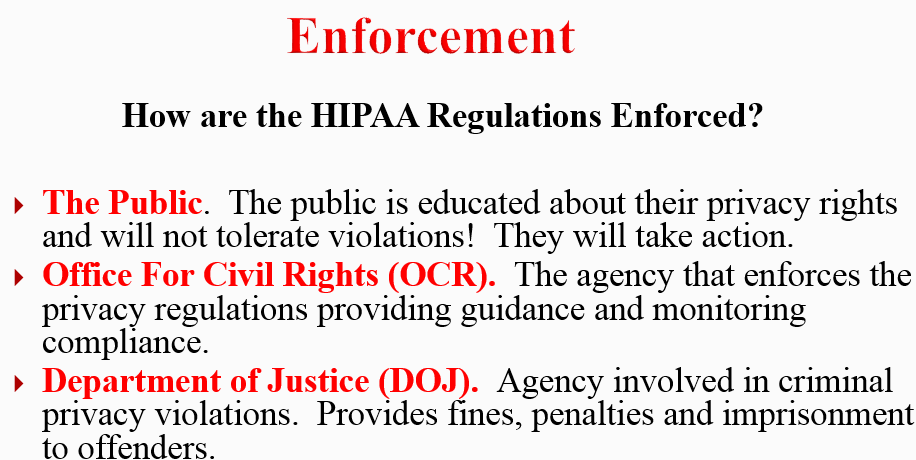 Enforcement
How are the HIPAA Regulations Enforced?
The Public.  The public is educated about their privacy rights
and will not tolerate violations!  They will take action.
Office For Civil Rights (OCR).  The agency that enforces the
privacy regulations providing guidance and monitoring
compliance.
Department of Justice (DOJ).  Agency involved in criminal
privacy violations.  Provides fines, penalties and imprisonment
to offenders.